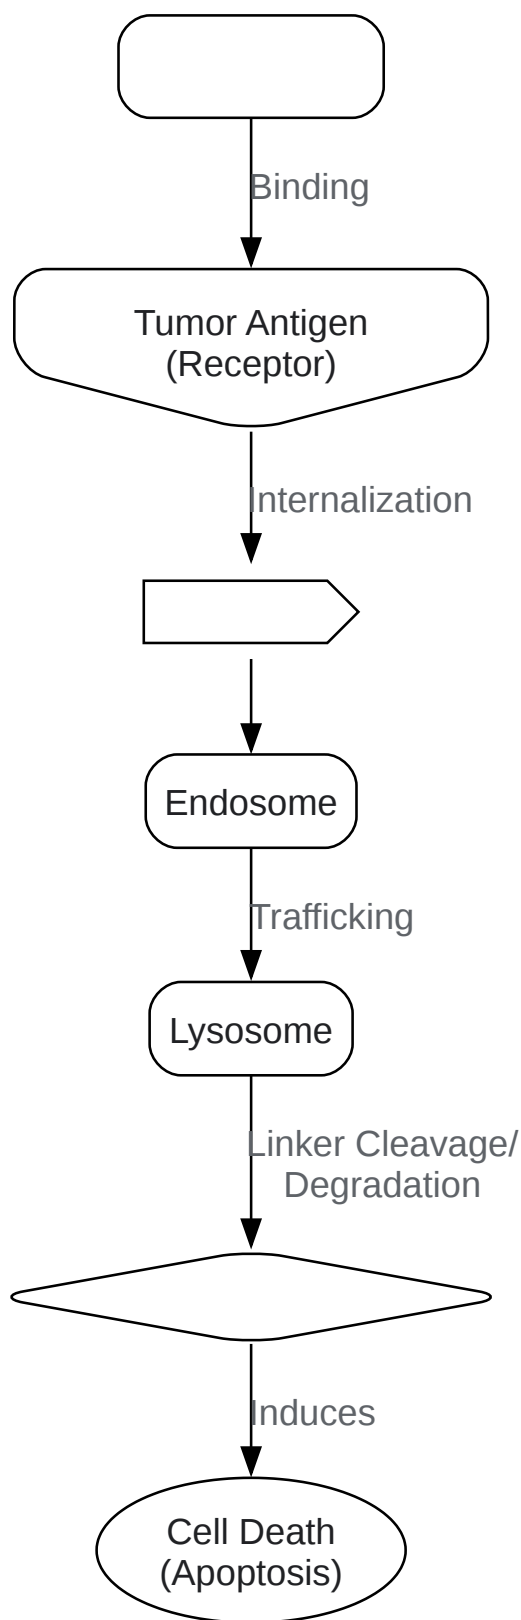 Binding
Tumor Antigen
(Receptor)
Internalization
Endosome
Trafficking
Lysosome
Linker Cleavage/
Degradation
Induces
Cell Death
(Apoptosis)